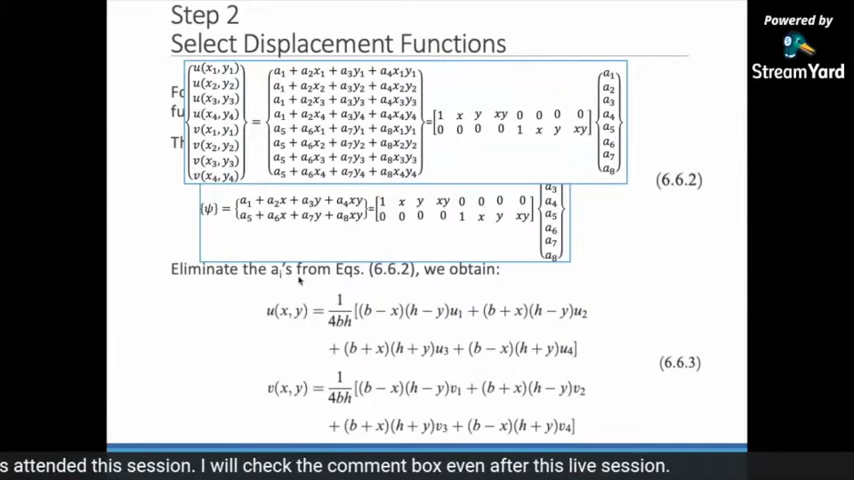 Powered by
StreamYard
Step 2
Select Displacement Functions
Fo
fu
Th
{u(x₁, y₁) u(x₂, y₂) u(x₃, y₃) u(x₄, y₄) v(x₁, y₁) v(x₂, y₂) v(x₃, y₃) v(x₄, y₄)}
=
a₁ + a₂x₁ + a₃y₁ + a₄x₁y₁
a₁ + a₂x₂ + a₃y₂ + a₄x₂y₂
a₁ + a₂x₃ + a₃y₃ + a₄x₃y₃
a₁ + a₂x₄ + a₃y₄ + a₄x₄y₄
a₅ + a₆x₁ + a₇y₁ + a₈x₁y₁
a₅ + a₆x₂ + a₇y₂ + a₈x₂y₂
a₅ + a₆x₃ + a₇y₃ + a₈x₃y₃
a₅ + a₆x₄ + a₇y₄ + a₈x₄y₄
=[1 x y xy 0 0 0 0
0 0 0 0 1 x y xy]
{a₁ a₂ a₃ a₄ a₅ a₆ a₇ a₈}
(6.6.2)
{ψ} = {a₁ + a₂x + a₃y + a₄xy
a₅ + a₆x + a₇y + a₈xy}
=[1 x y xy 0 0 0 0
0 0 0 0 1 x y xy]
a₃ a₄ a₅ a₆ a₇ a₈
Eliminate the aᵢ's from Eqs. (6.6.2), we obtain:
u(x, y) = 1/4bh [(b − x)(h − y)u₁ + (b + x)(h − y)u₂
+ (b + x)(h + y)u₃ + (b − x)(h + y)u₄]
(6.6.3)
v(x, y) = 1/4bh [(b − x)(h − y)v₁ + (b + x)(h − y)v₂
+ (b + x)(h + y)v₃ + (b − x)(h + y)v₄]
s attended this session. I will check the comment box even after this live session.